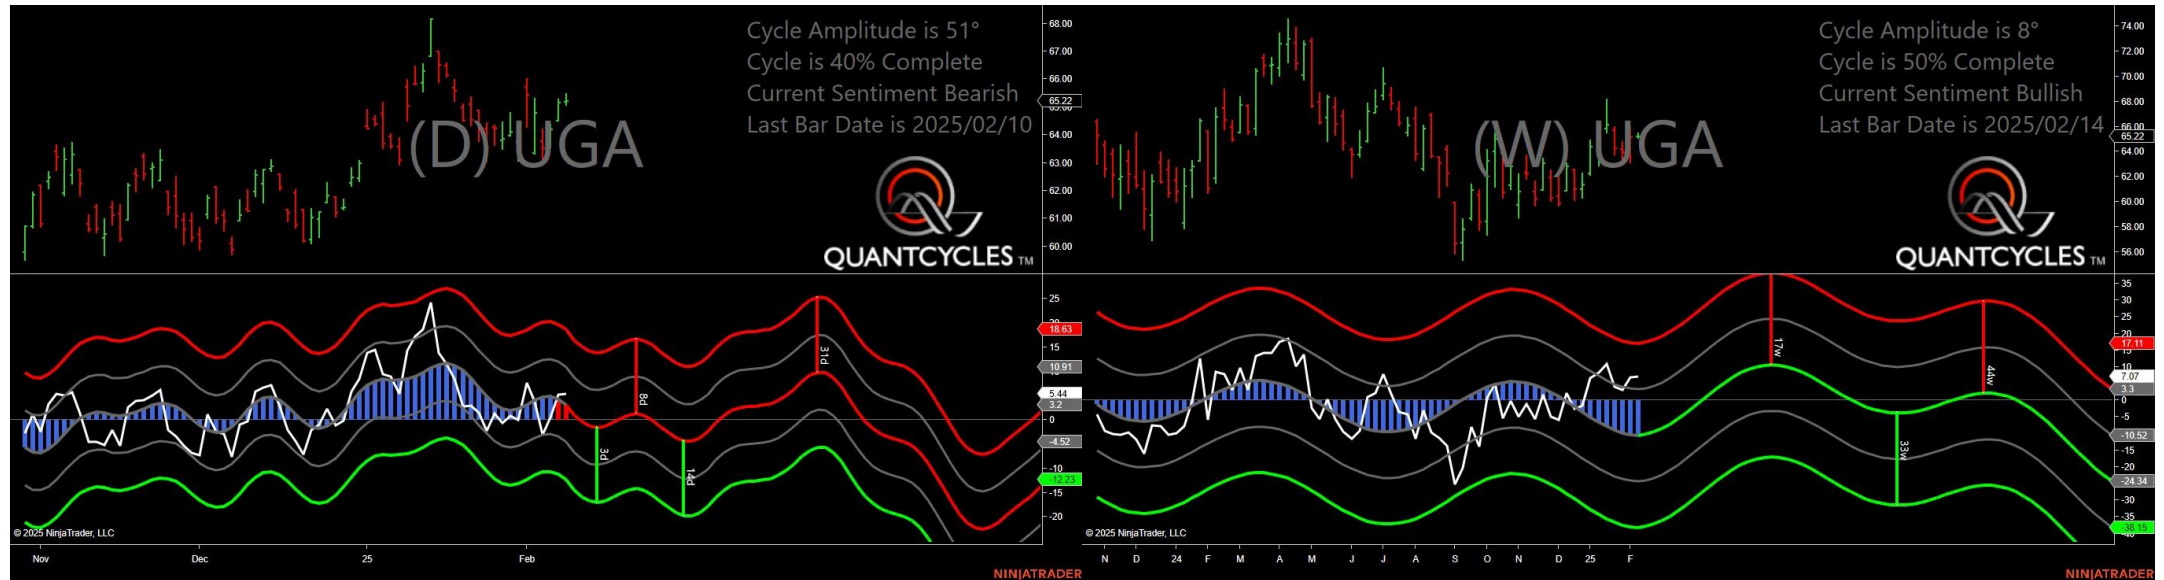 Cycle Amplitude is 51°
Cycle is 40% Complete
Current Sentiment Bearish
Last Bar Date is 2025/02/10
(D) UGA
QUANTCYCLES TM
68.00
67.00
66.00
65.22
64.00
63.00
62.00
61.00
60.00
25
18.63
15
10.91
5.44
3.2
0
-4.52
-10
-12.23
-15
-20
3d
8d
14d
31d
© 2025 NinjaTrader, LLC
Nov Dec 25 Feb
NINJATRADER
Cycle Amplitude is 8°
Cycle is 50% Complete
Current Sentiment Bullish
Last Bar Date is 2025/02/14
(W) UGA
QUANTCYCLES TM
74.00
72.00
70.00
68.00
66.00
65.22
64.00
62.00
60.00
58.00
56.00
35
30
25
20
17.11
15
10
7.07
3.3
0
-5
-10.52
-15
-20
-24.34
-30
-35
-38.15
-40
17w
33w
44w
© 2025 NinjaTrader, LLC
N D 24 F M A M J J A S O N D 25 F
NINJATRADER